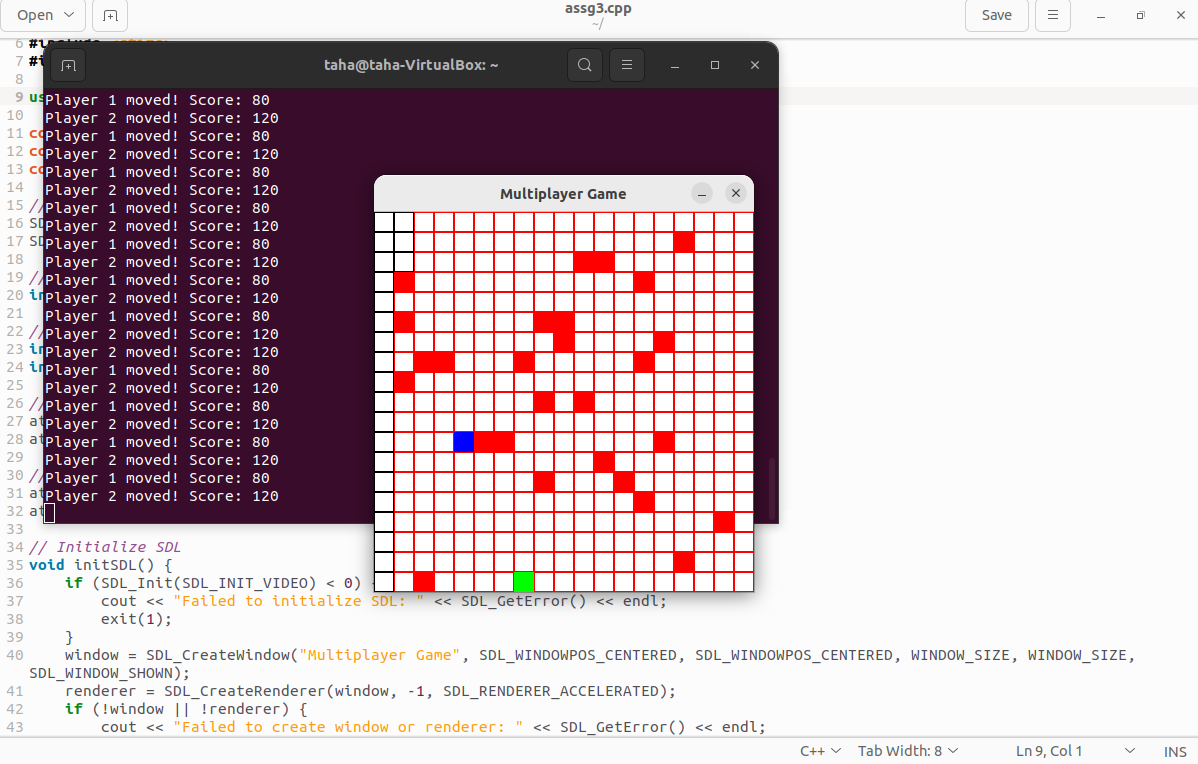 Open
assg3.cpp
~/
Save
6
7
8
9 us
10
11 co
12 co
13 co
14
15 //
16 SD
17 SD
18
19 //
20 in
21
22 //
23 in
24 in
25
26 //
27 at
28 at
29
30 //
31 at
32 at
33
taha@taha-VirtualBox: ~
Player 1 moved! Score: 80
Player 2 moved! Score: 120
Player 1 moved! Score: 80
Player 2 moved! Score: 120
Player 1 moved! Score: 80
Player 2 moved! Score: 120
Player 1 moved! Score: 80
Player 2 moved! Score: 120
Player 1 moved! Score: 80
Player 2 moved! Score: 120
Player 1 moved! Score: 80
Player 2 moved! Score: 120
Player 1 moved! Score: 80
Player 2 moved! Score: 120
Player 2 moved! Score: 120
Player 1 moved! Score: 80
Player 2 moved! Score: 120
Player 1 moved! Score: 80
Player 2 moved! Score: 120
Player 1 moved! Score: 80
Player 2 moved! Score: 120
Player 1 moved! Score: 80
Player 2 moved! Score: 120
Multiplayer Game
34 // Initialize SDL
35 void initSDL() {
36 if (SDL_Init(SDL_INIT_VIDEO) < 0)
37 cout << "Failed to initialize SDL: " << SDL_GetError() << endl;
38 exit(1);
39 }
40 window = SDL_CreateWindow("Multiplayer Game", SDL_WINDOWPOS_CENTERED, SDL_WINDOWPOS_CENTERED, WINDOW_SIZE, WINDOW_SIZE,
SDL_WINDOW_SHOWN);
41 renderer = SDL_CreateRenderer(window, -1, SDL_RENDERER_ACCELERATED);
42 if (!window || !renderer) {
43 cout << "Failed to create window or renderer: " << SDL_GetError() << endl;
C++
Tab Width: 8
Ln 9, Col 1
INS